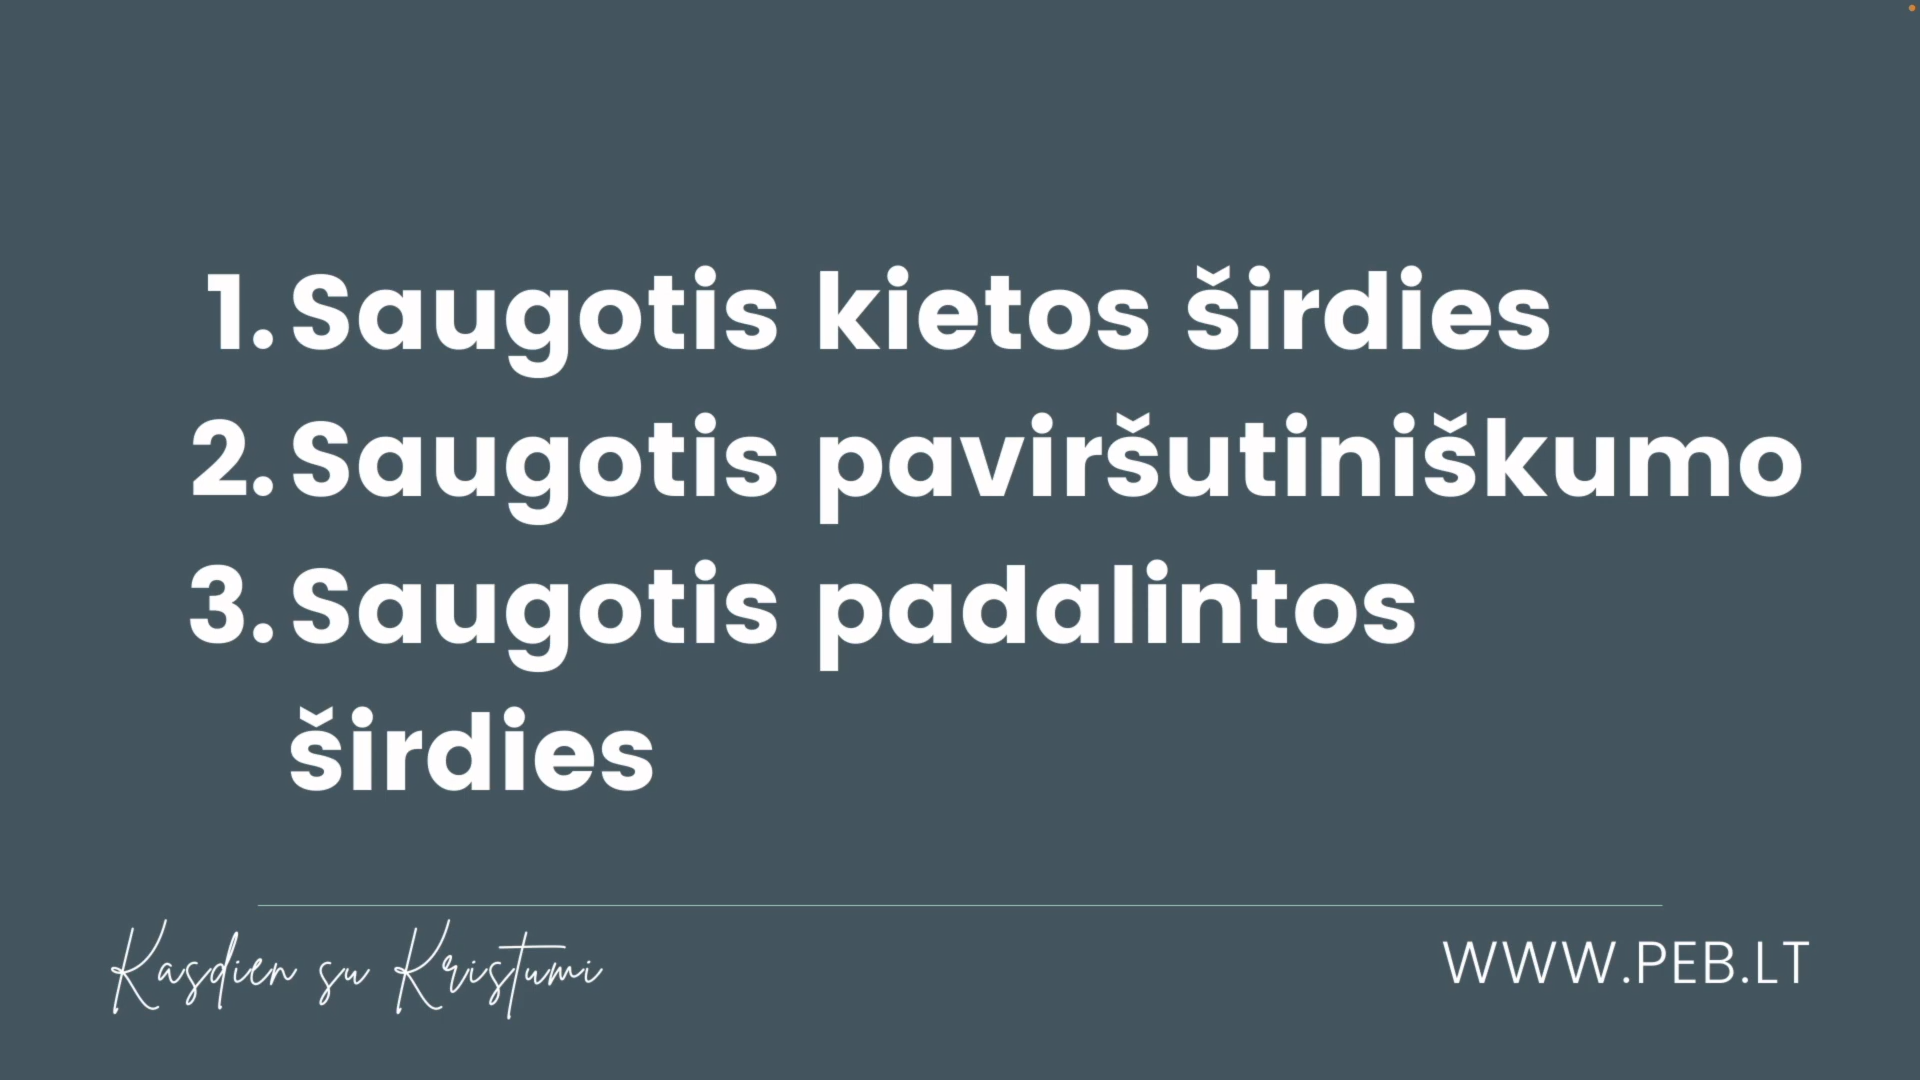 1. Saugotis kietos širdies
2. Saugotis paviršutiniškumo
3. Saugotis padalintos
širdies
Kasdien su Kristumi
WWW.PEB.LT